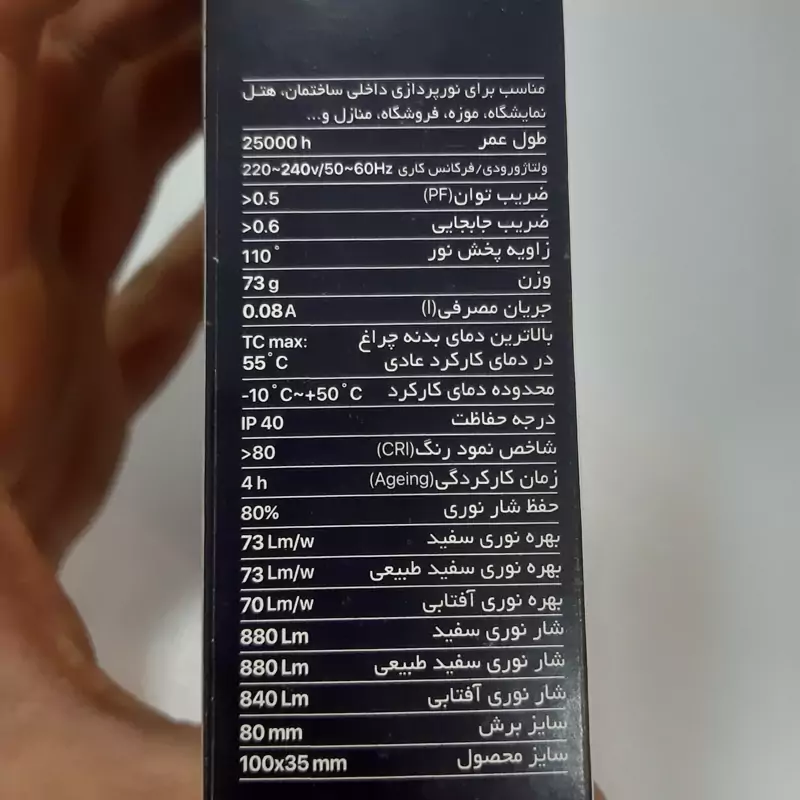 مناسب برای نورپردازی داخلی ساختمان، هتل
نمایشگاه، موزه، فروشگاه، منازل و...
طول عمر 25000 h
ولتاژورودی/فرکانس کاری 220~240v/50~60Hz
ضریب توان(PF) >0.5
ضریب جابجایی >0.6
زاویه پخش نور 110°
وزن 73 g
جریان مصرفی(I) 0.08A
بالاترین دمای بدنه چراغ TC max:
در دمای کارکرد عادی 55°C
محدوده دمای کارکرد -10°C~+50°C
درجه حفاظت IP 40
شاخص نمود رنگ(CRI) >80
زمان کارکردگی(Ageing) 4 h
حفظ شار نوری 80%
بهره نوری سفید 73 Lm/w
بهره نوری سفید طبیعی 73 Lm/w
بهره نوری آفتابی 70 Lm/w
شار نوری سفید 880 Lm
شار نوری سفید طبیعی 880 Lm
شار نوری آفتابی 840 Lm
سایز برش 80 mm
سایز محصول 100x35 mm